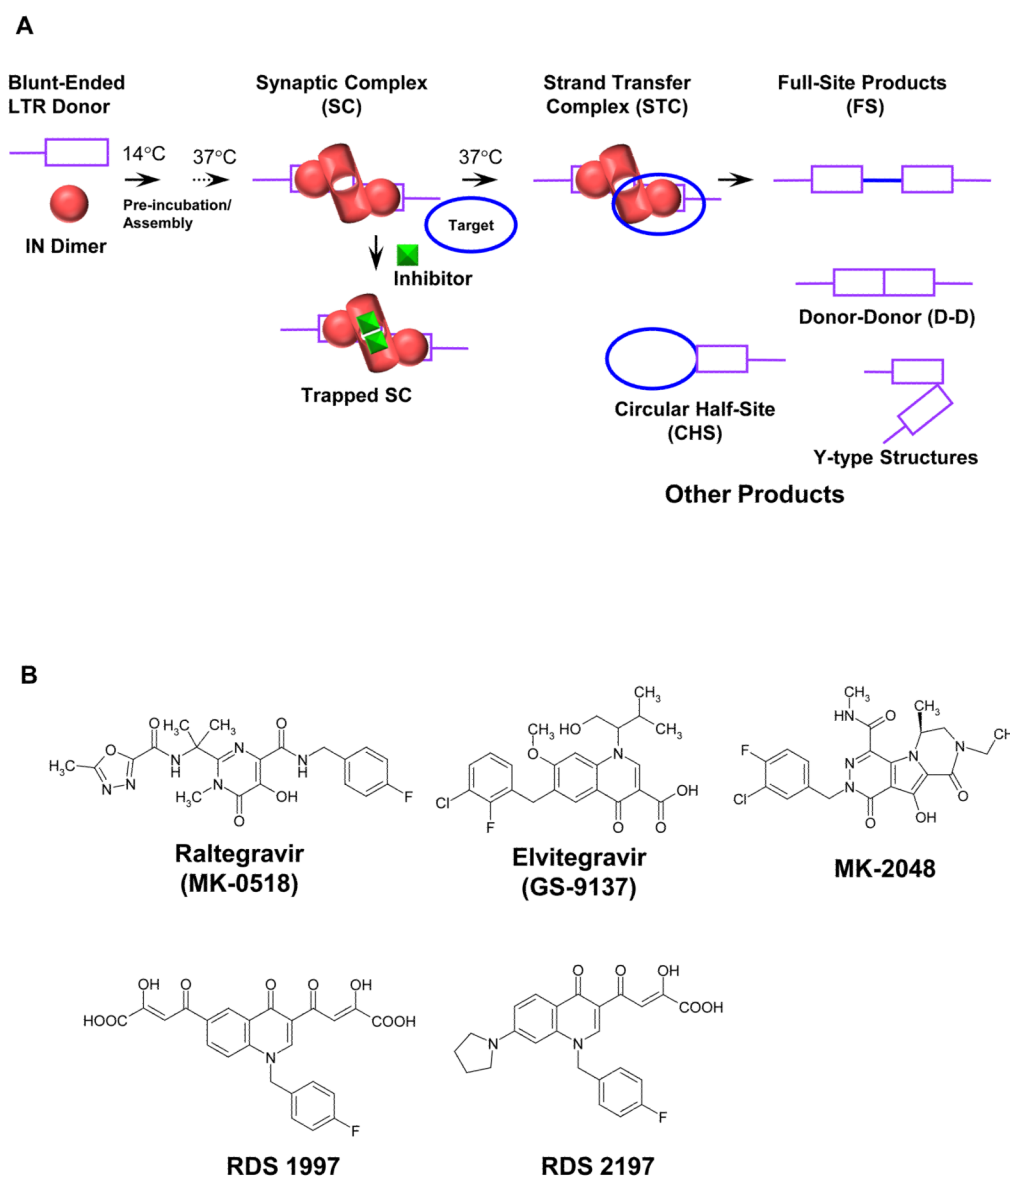 A
Blunt-Ended
LTR Donor
Synaptic Complex
(SC)
Strand Transfer
Complex (STC)
Full-Site Products
(FS)
14°C
37°C
37°C
Pre-incubation/
Assembly
IN Dimer
Target
Inhibitor
Trapped SC
Donor-Donor (D-D)
Circular Half-Site
(CHS)
Y-type Structures
Other Products
B
O
CH₃
CH₃
O
O
H₃C
N
N
N
H
N
H₃C
N
O
OH
N
H
F
Raltegravir
(MK-0518)
CH₃
HO
CH₃
CH₃
O
N
Cl
F
O
O
OH
Elvitegravir
(GS-9137)
CH₃
HN
O
CH₃
F
Cl
N
N
N
N
CH₃
O
OH
O
MK-2048
OH
O
O
O
OH
HOOC
COOH
N
F
RDS 1997
O
O
OH
COOH
N
N
F
RDS 2197